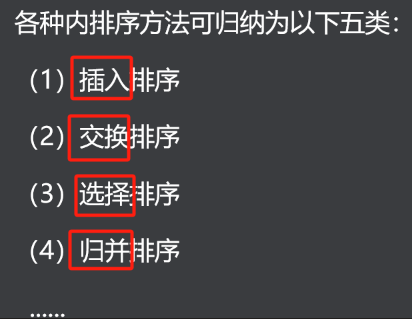 各种内排序方法可归纳为以下五类：
（1）插入排序
（2）交换排序
（3）选择排序
（4）归并排序
......